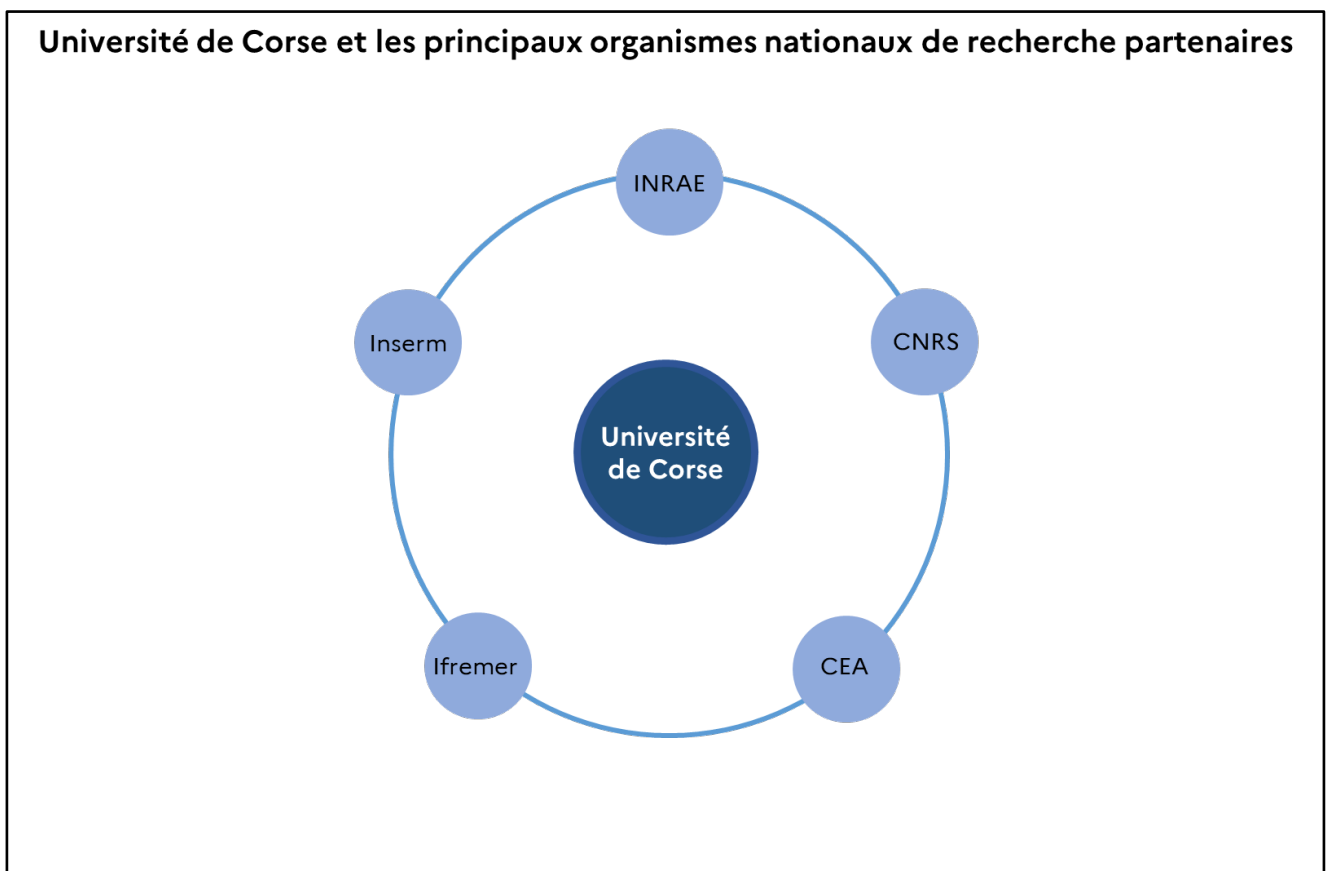 Université de Corse et les principaux organismes nationaux de recherche partenaires
INRAE
Inserm
CNRS
Université
de Corse
Ifremer
CEA